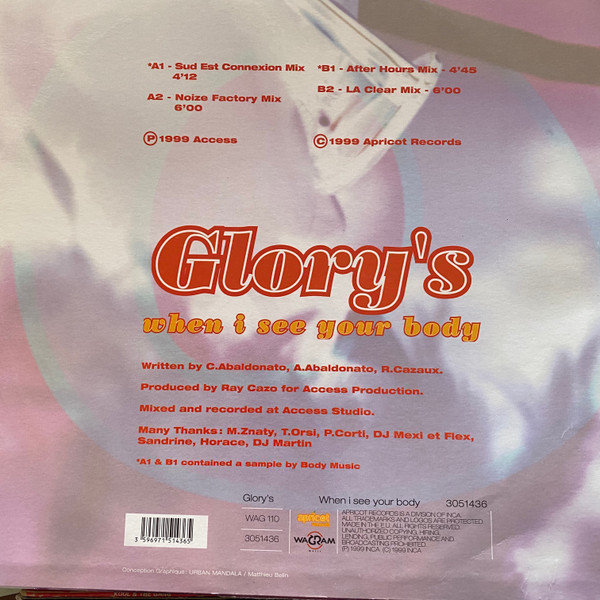 *A1 - Sud Est Connexion Mix
4'12
A2 - Noize Factory Mix
6'00
*B1 - After Hours Mix - 4'45
B2 - LA Clear Mix - 6'00
Ⓟ1999 Access
©1999 Apricot Records
Glory's
when i see your body
Written by C.Abaldonato, A.Abaldonato, R.Cazaux.
Produced by Ray Cazo for Access Production.
Mixed and recorded at Access Studio.
Many Thanks: M.Znaty, T.Orsi, P.Corti, DJ Mexi et Flex,
Sandrine, Horace, DJ Martin
*A1 & B1 contained a sample by Body Music
Glory's
When i see your body
3051436
WAG 110
3051436
apricot
WAGRAM
MUSIC
APRICOT RECORDS IS A DIVISION OF INCA.
ALL TRADEMARKS AND LOGOS ARE PROTECTED.
MADE IN THE E.U. ALL RIGHTS RESERVED.
UNAUTHORIZED COPYING, HIRING,
LENDING, PUBLIC PERFORMANCE AND
BROADCASTING PROHIBITED.
(P) 1999 INCA (C) 1999 INCA
3 596971 514365
Conception Graphique : URBAN MANDALA / Matthieu Belin